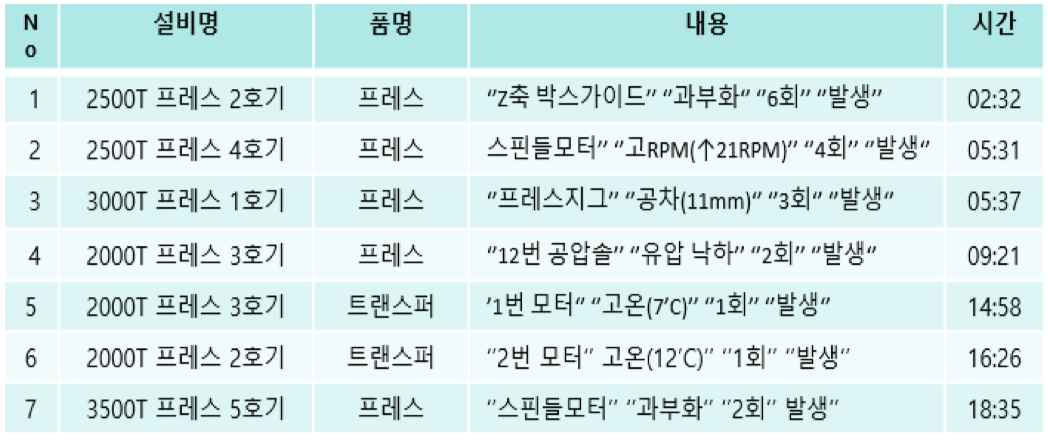 No 설비명 품명 내용 시간
1 2500T 프레스 2호기 프레스 “Z축 박스가이드” “과부화” “6회” “발생” 02:32
2 2500T 프레스 4호기 프레스 스핀들모터” “고RPM(↑21RPM)” “4회” “발생” 05:31
3 3000T 프레스 1호기 프레스 “프레스지그” “공차(11mm)” “3회” “발생” 05:37
4 2000T 프레스 3호기 프레스 “12번 공압솔” “유압 낙하” “2회” “발생” 09:21
5 2000T 프레스 3호기 트랜스퍼 ‘1번 모터” “고온(7’C)” “1회” “발생” 14:58
6 2000T 프레스 2호기 트랜스퍼 “2번 모터” 고온(12’C)” “1회” “발생” 16:26
7 3500T 프레스 5호기 프레스 “스핀들모터” “과부화” “2회” 발생” 18:35